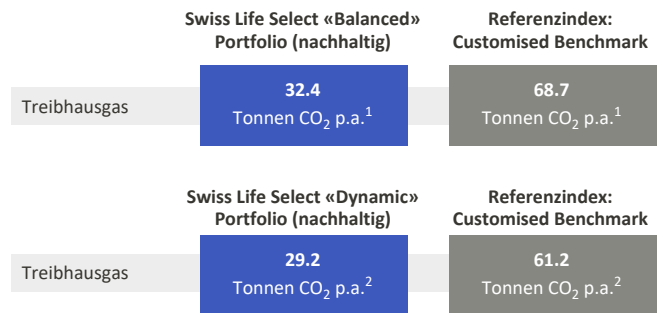 Swiss Life Select «Balanced»
Portfolio (nachhaltig)
Referenzindex:
Customised Benchmark
Treibhausgas
32.4
Tonnen CO₂ p.a.¹
68.7
Tonnen CO₂ p.a.¹
Swiss Life Select «Dynamic»
Portfolio (nachhaltig)
Referenzindex:
Customised Benchmark
Treibhausgas
29.2
Tonnen CO₂ p.a.²
61.2
Tonnen CO₂ p.a.²